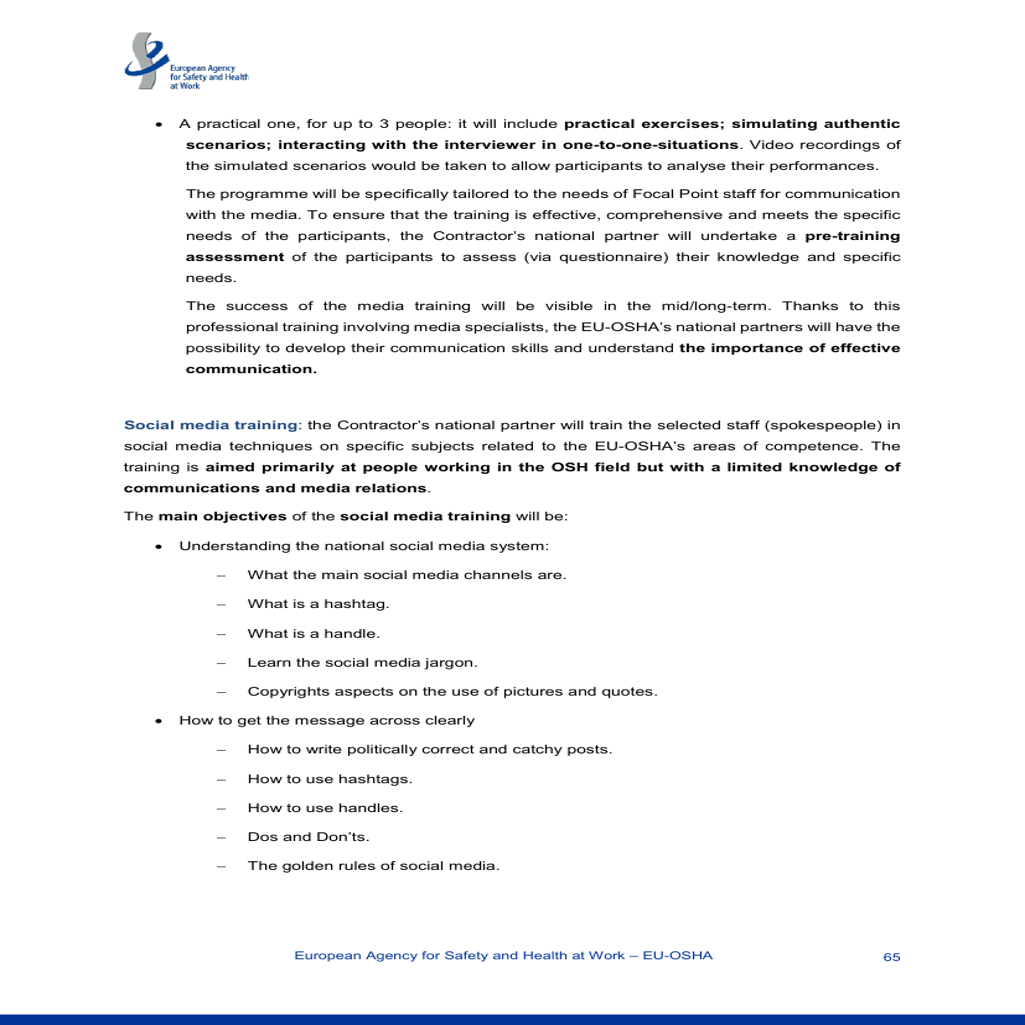 European Agency
for Safety and Health
at Work
• A practical one, for up to 3 people: it will include practical exercises; simulating authentic
scenarios; interacting with the interviewer in one-to-one-situations. Video recordings of
the simulated scenarios would be taken to allow participants to analyse their performances.
The programme will be specifically tailored to the needs of Focal Point staff for communication
with the media. To ensure that the training is effective, comprehensive and meets the specific
needs of the participants, the Contractor's national partner will undertake a pre-training
assessment of the participants to assess (via questionnaire) their knowledge and specific
needs.
The success of the media training will be visible in the mid/long-term. Thanks to this
professional training involving media specialists, the EU-OSHA's national partners will have the
possibility to develop their communication skills and understand the importance of effective
communication.
Social media training: the Contractor's national partner will train the selected staff (spokespeople) in
social media techniques on specific subjects related to the EU-OSHA's areas of competence. The
training is aimed primarily at people working in the OSH field but with a limited knowledge of
communications and media relations.
The main objectives of the social media training will be:
• Understanding the national social media system:
– What the main social media channels are.
– What is a hashtag.
– What is a handle.
– Learn the social media jargon.
– Copyrights aspects on the use of pictures and quotes.
• How to get the message across clearly
– How to write politically correct and catchy posts.
– How to use hashtags.
– How to use handles.
– Dos and Don'ts.
– The golden rules of social media.
European Agency for Safety and Health at Work – EU-OSHA 65